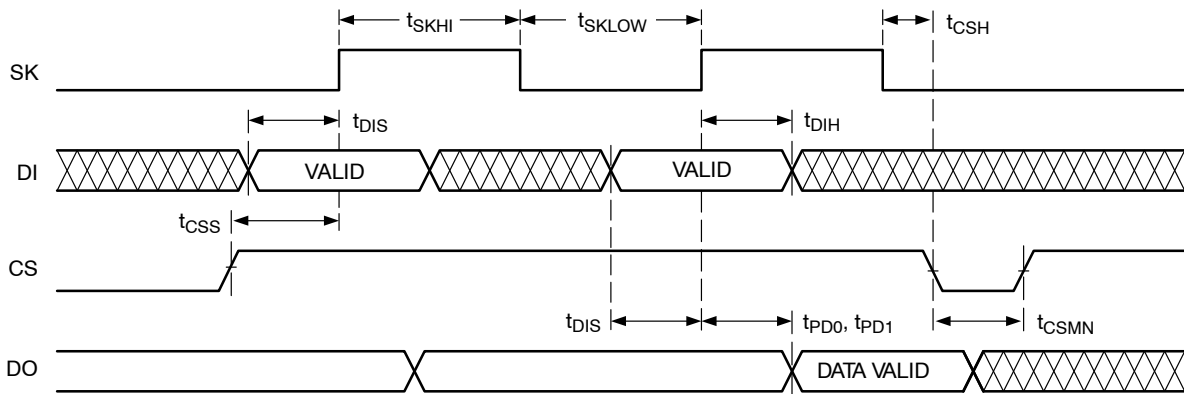 tSKHI
tSKLOW
tCSH
SK
tDIS
tDIH
DI
VALID
VALID
tCSS
CS
tDIS
tPD0, tPD1
tCSMN
DO
DATA VALID